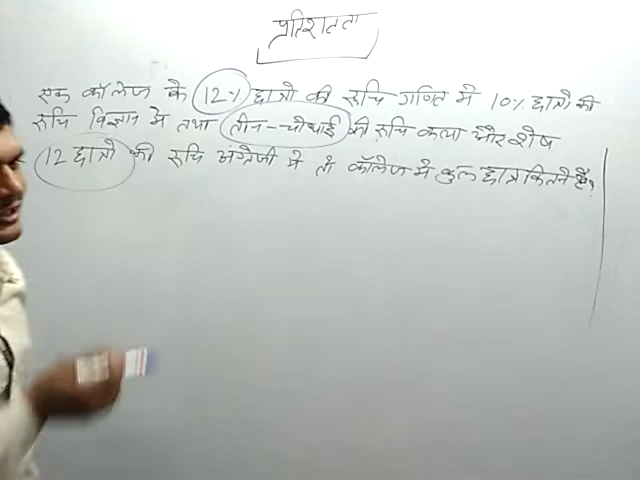 प्रतिशतता
एक कॉलेज के 12% छात्रो की रूचि गणित मे 10% छात्रो की
रूचि विज्ञान मे तथा तीन-चौथाई की रूचि कला और शेष
12 छात्रो की रूचि अंग्रेजी मे तो कॉलेज मे कुल छात्र कितने है?